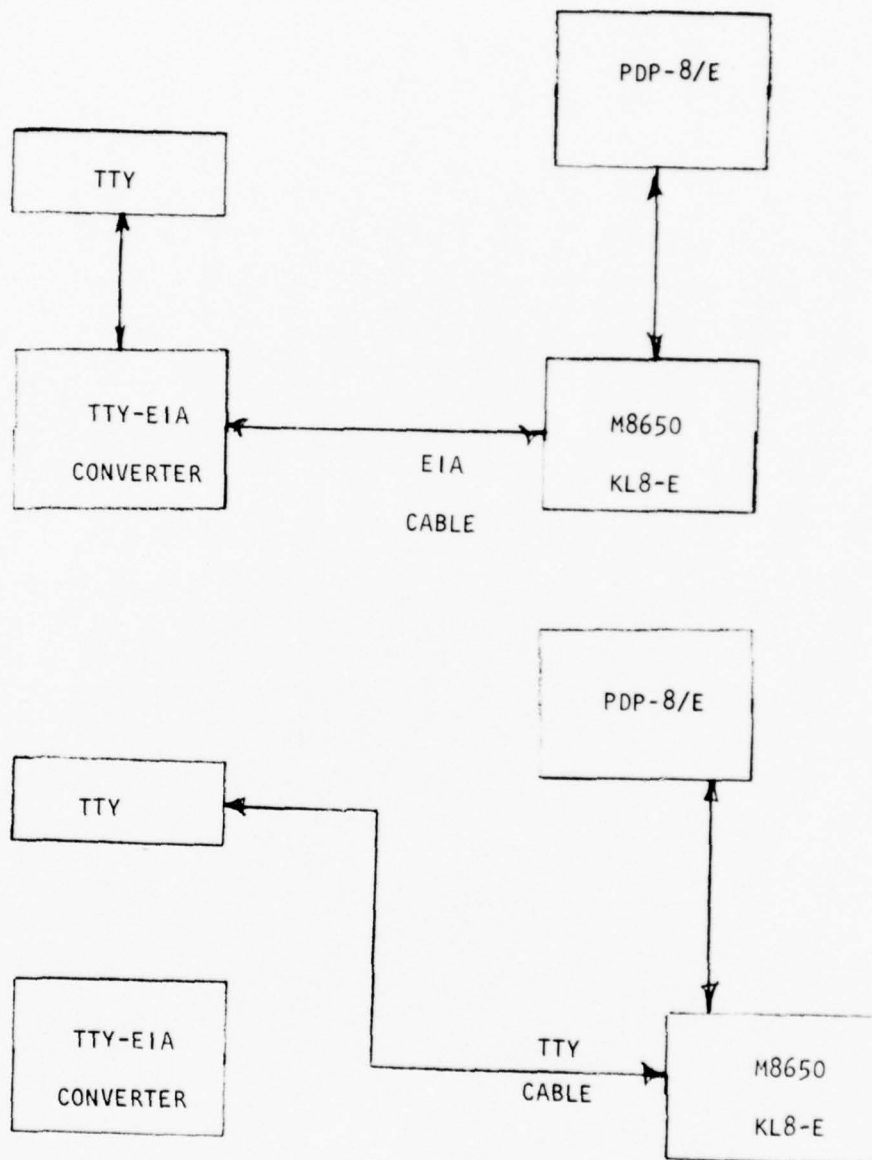 PDP-8/E
TTY
TTY-EIA
CONVERTER
EIA
CABLE
M8650
KL8-E
PDP-8/E
TTY
TTY-EIA
CONVERTER
TTY
CABLE
M8650
KL8-E